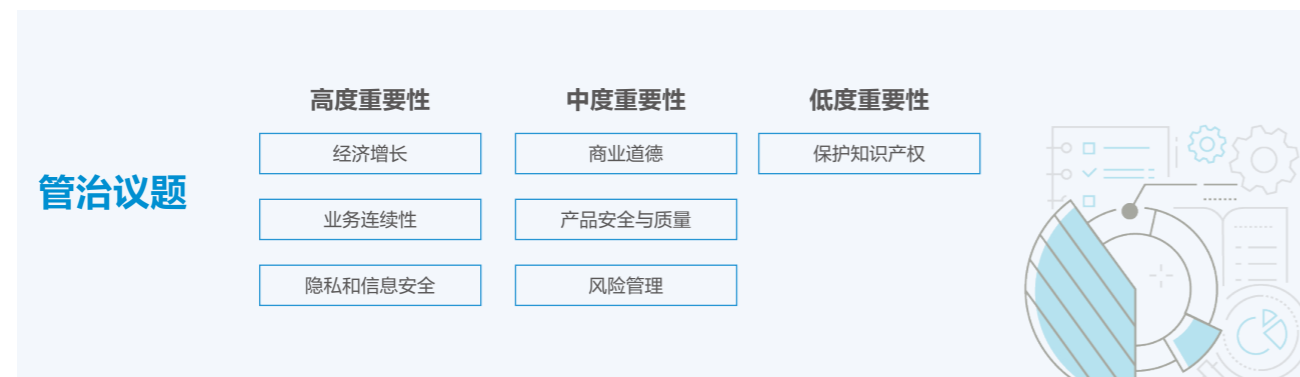 高度重要性
中度重要性
低度重要性
经济增长
商业道德
保护知识产权
管治议题
业务连续性
产品安全与质量
隐私和信息安全
风险管理